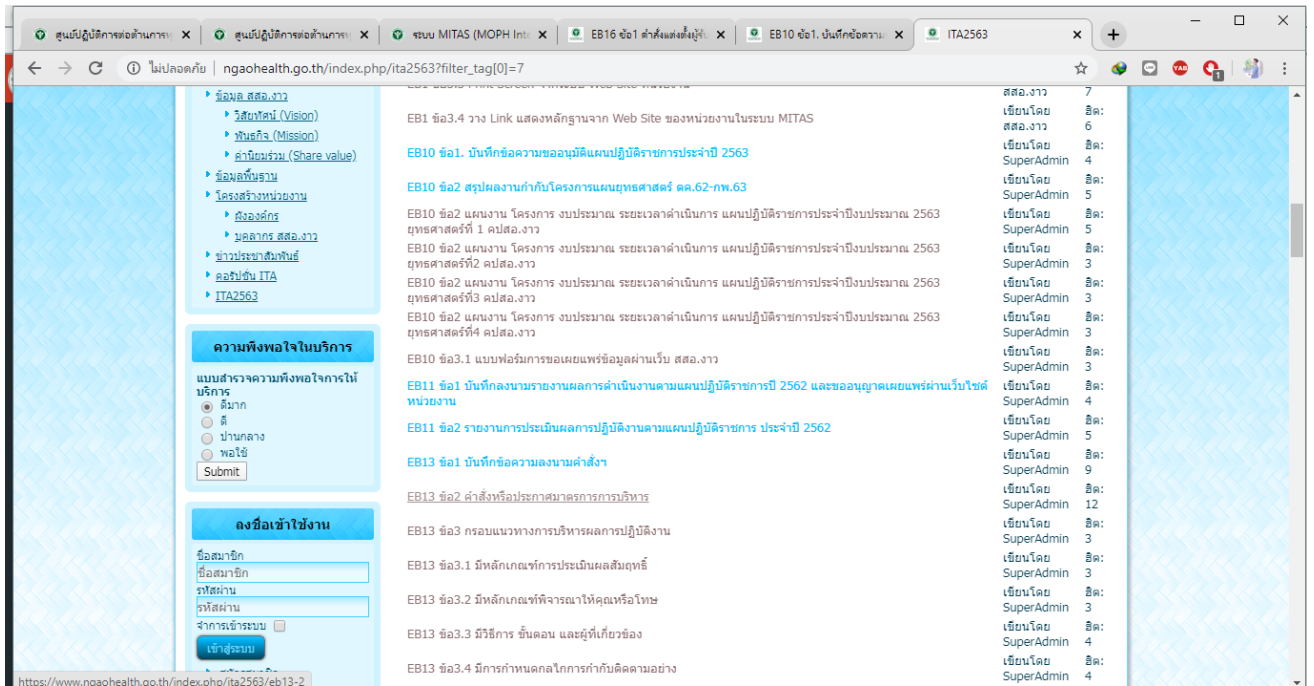 ศูนย์ปฏิบัติการต่อต้านการทุ
ศูนย์ปฏิบัติการต่อต้านการทุ
ระบบ MITAS (MOPH Inte
EB16 ข้อ1 คำสั่งแต่งตั้งผู้รับ
EB10 ข้อ1. บันทึกข้อความ
ITA2563
ไม่ปลอดภัย
ngaohealth.go.th/index.php/ita2563?filter_tag[0]=7
ข้อมูล สสอ.งาว
วิสัยทัศน์ (Vision)
พันธกิจ (Mission)
ค่านิยมร่วม (Share value)
ข้อมูลพื้นฐาน
โครงสร้างหน่วยงาน
ผังองค์กร
บุคลากร สสอ.งาว
ข่าวประชาสัมพันธ์
คอรัปชั่น ITA
ITA2563
ความพึงพอใจในบริการ
แบบสำรวจความพึงพอใจการให้
บริการ
ดีมาก
ดี
ปานกลาง
พอใช้
Submit
ลงชื่อเข้าใช้งาน
ชื่อสมาชิก
ชื่อสมาชิก
รหัสผ่าน
รหัสผ่าน
จำการเข้าระบบ
เข้าสู่ระบบ
https://www.ngaohealth.go.th/index.php/ita2563/eb13-2
สสอ.งาว 7
EB1 ข้อ3.4 วาง Link แสดงหลักฐานจาก Web Site ของหน่วยงานในระบบ MITAS เขียนโดย ฮิต:
สสอ.งาว 6
EB10 ข้อ1. บันทึกข้อความขออนุมัติแผนปฏิบัติราชการประจำปี 2563 เขียนโดย ฮิต:
SuperAdmin 4
EB10 ข้อ2 สรุปผลงานกำกับโครงการแผนยุทธศาสตร์ ตค.62-กพ.63 เขียนโดย ฮิต:
SuperAdmin 5
EB10 ข้อ2 แผนงาน โครงการ งบประมาณ ระยะเวลาดำเนินการ แผนปฏิบัติราชการประจำปีงบประมาณ 2563 เขียนโดย ฮิต:
ยุทธศาสตร์ที่ 1 คปสอ.งาว SuperAdmin 5
EB10 ข้อ2 แผนงาน โครงการ งบประมาณ ระยะเวลาดำเนินการ แผนปฏิบัติราชการประจำปีงบประมาณ 2563 เขียนโดย ฮิต:
ยุทธศาสตร์ที่2 คปสอ.งาว SuperAdmin 3
EB10 ข้อ2 แผนงาน โครงการ งบประมาณ ระยะเวลาดำเนินการ แผนปฏิบัติราชการประจำปีงบประมาณ 2563 เขียนโดย ฮิต:
ยุทธศาสตร์ที่3 คปสอ.งาว SuperAdmin 3
EB10 ข้อ2 แผนงาน โครงการ งบประมาณ ระยะเวลาดำเนินการ แผนปฏิบัติราชการประจำปีงบประมาณ 2563 เขียนโดย ฮิต:
ยุทธศาสตร์ที่4 คปสอ.งาว SuperAdmin 3
EB10 ข้อ3.1 แบบฟอร์มการขอเผยแพร่ข้อมูลผ่านเว็บ สสอ.งาว เขียนโดย ฮิต:
SuperAdmin 3
EB11 ข้อ1 บันทึกลงนามรายงานผลการดำเนินงานตามแผนปฏิบัติราชการปี 2562 และขออนุญาตเผยแพร่ผ่านเว็บไซต์ เขียนโดย ฮิต:
หน่วยงาน SuperAdmin 4
EB11 ข้อ2 รายงานการประเมินผลการปฏิบัติงานตามแผนปฏิบัติราชการ ประจำปี 2562 เขียนโดย ฮิต:
SuperAdmin 5
EB13 ข้อ1 บันทึกข้อความลงนามคำสั่งฯ เขียนโดย ฮิต:
SuperAdmin 9
EB13 ข้อ2 คำสั่งหรือประกาศมาตรการการบริหาร เขียนโดย ฮิต:
SuperAdmin 12
EB13 ข้อ3 กรอบแนวทางการบริหารผลการปฏิบัติงาน เขียนโดย ฮิต:
SuperAdmin 3
EB13 ข้อ3.1 มีหลักเกณฑ์การประเมินผลสัมฤทธิ์ เขียนโดย ฮิต:
SuperAdmin 3
EB13 ข้อ3.2 มีหลักเกณฑ์พิจารณาให้คุณหรือโทษ เขียนโดย ฮิต:
SuperAdmin 3
EB13 ข้อ3.3 มีวิธีการ ขั้นตอน และผู้ที่เกี่ยวข้อง เขียนโดย ฮิต:
SuperAdmin 4
EB13 ข้อ3.4 มีการกำหนดกลไกการกำกับติดตามอย่าง เขียนโดย ฮิต:
SuperAdmin 4